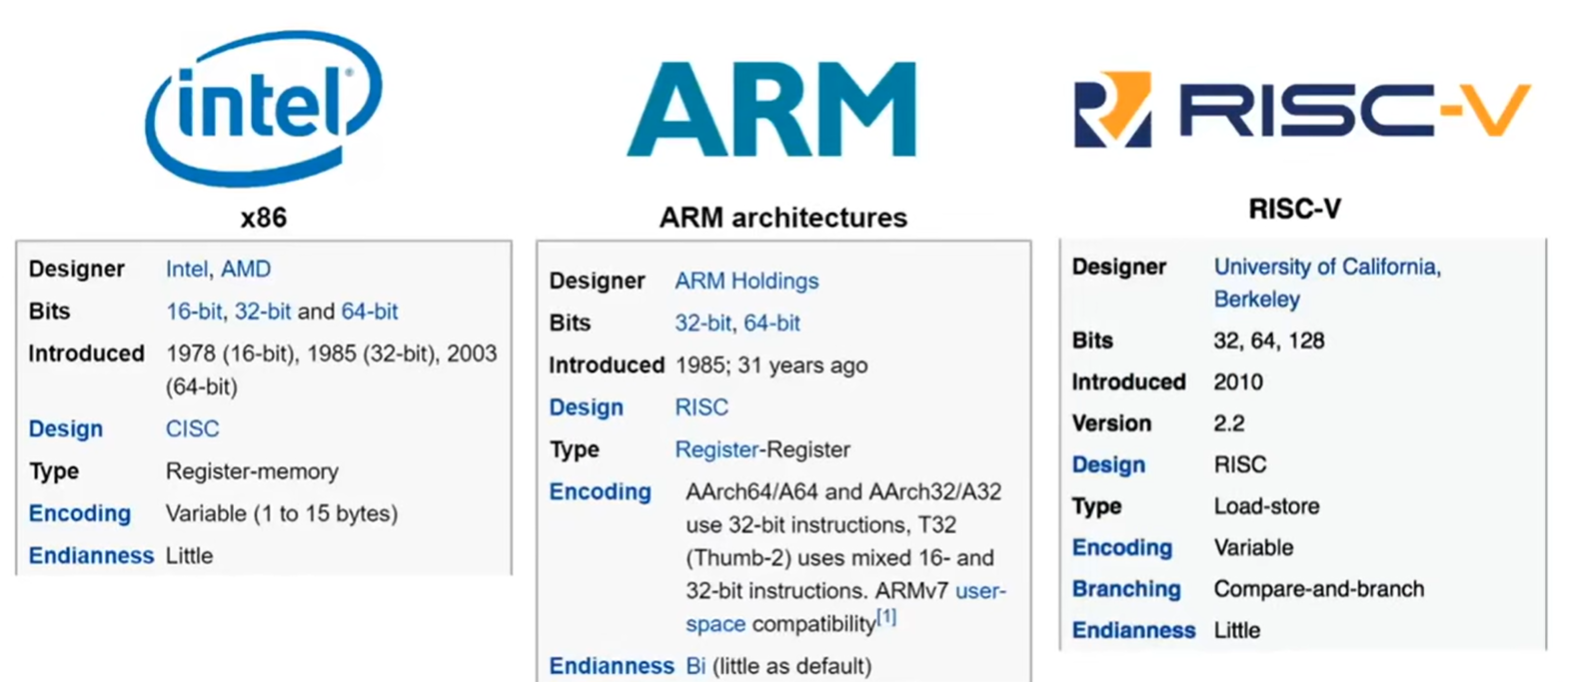 intel®
x86
Designer Intel, AMD
Bits 16-bit, 32-bit and 64-bit
Introduced 1978 (16-bit), 1985 (32-bit), 2003
(64-bit)
Design CISC
Type Register-memory
Encoding Variable (1 to 15 bytes)
Endianness Little
ARM
ARM architectures
Designer ARM Holdings
Bits 32-bit, 64-bit
Introduced 1985; 31 years ago
Design RISC
Type Register-Register
Encoding AArch64/A64 and AArch32/A32
use 32-bit instructions, T32
(Thumb-2) uses mixed 16- and
32-bit instructions. ARMv7 user-
space compatibility[1]
Endianness Bi (little as default)
RISC-V
RISC-V
Designer University of California,
Berkeley
Bits 32, 64, 128
Introduced 2010
Version 2.2
Design RISC
Type Load-store
Encoding Variable
Branching Compare-and-branch
Endianness Little